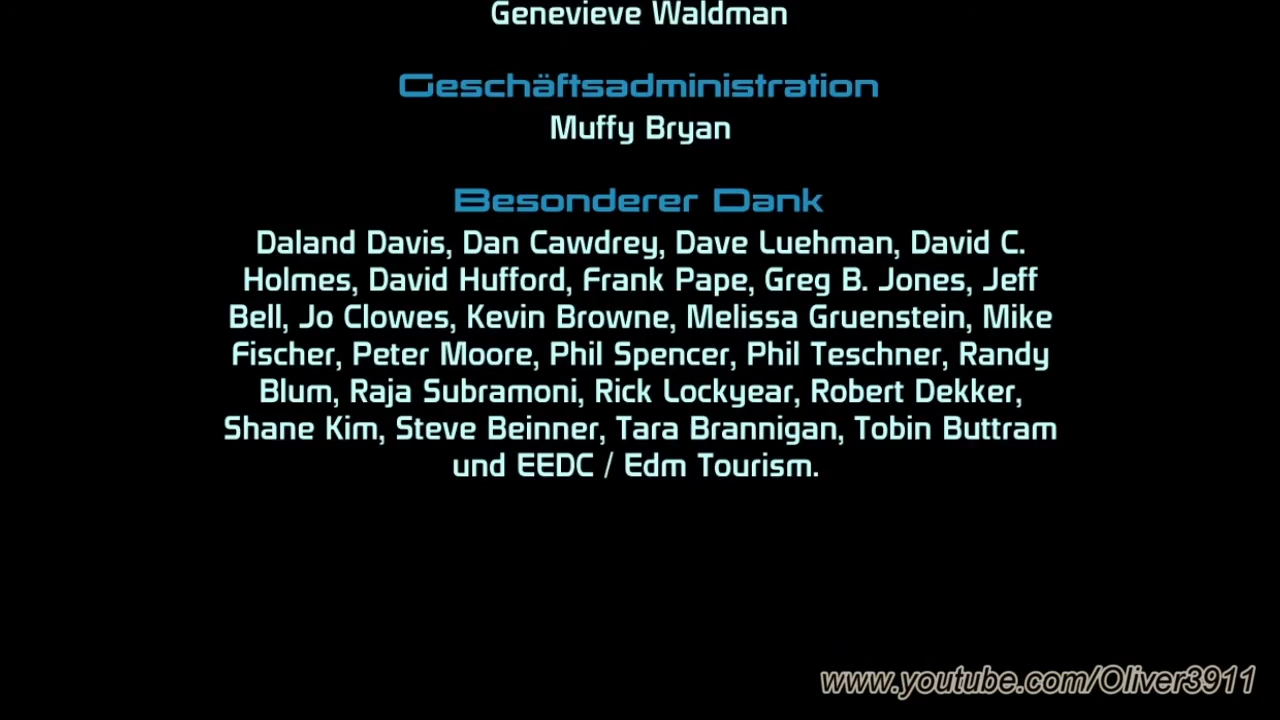 Genevieve Waldman
Geschäftsadministration
Muffy Bryan
Besonderer Dank
Daland Davis, Dan Cawdrey, Dave Luehman, David C.
Holmes, David Hufford, Frank Pape, Greg B. Jones, Jeff
Bell, Jo Clowes, Kevin Browne, Melissa Gruenstein, Mike
Fischer, Peter Moore, Phil Spencer, Phil Teschner, Randy
Blum, Raja Subramoni, Rick Lockyear, Robert Dekker,
Shane Kim, Steve Beinner, Tara Brannigan, Tobin Buttram
und EEDC / Edm Tourism.
www.youtube.com/Oliver3911